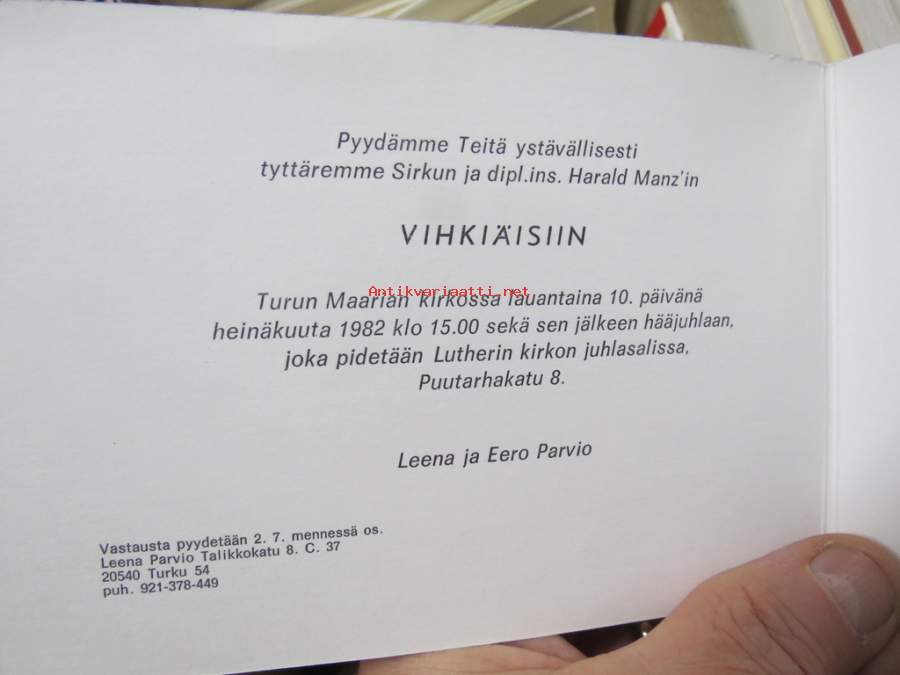 Pyydämme Teitä ystävällisesti
tyttäremme Sirkun ja dipl.ins. Harald Manz'in
VIHKIÄISIIN
Antikvariaatti.net
Turun Maarian kirkossa lauantaina 10. päivänä
heinäkuuta 1982 klo 15.00 sekä sen jälkeen hääjuhlaan,
joka pidetään Lutherin kirkon juhlasalissa,
Puutarhakatu 8.
Leena ja Eero Parvio
Vastausta pyydetään 2. 7. mennessä os.
Leena Parvio Talikkokatu 8. C. 37
20540 Turku 54
puh. 921-378-449